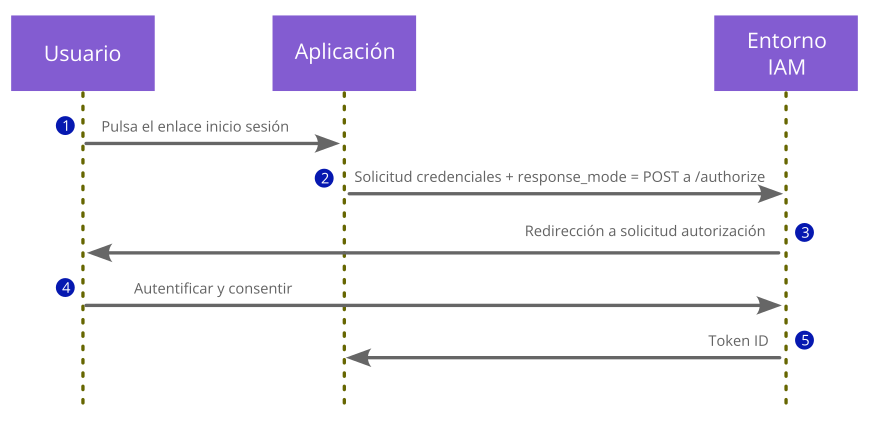 Usuario
Aplicación
Entorno
IAM
1
Pulsa el enlace inicio sesión
2
Solicitud credenciales + response_mode = POST a /authorize
Redirección a solicitud autorización
3
4
Autentificar y consentir
Token ID
5